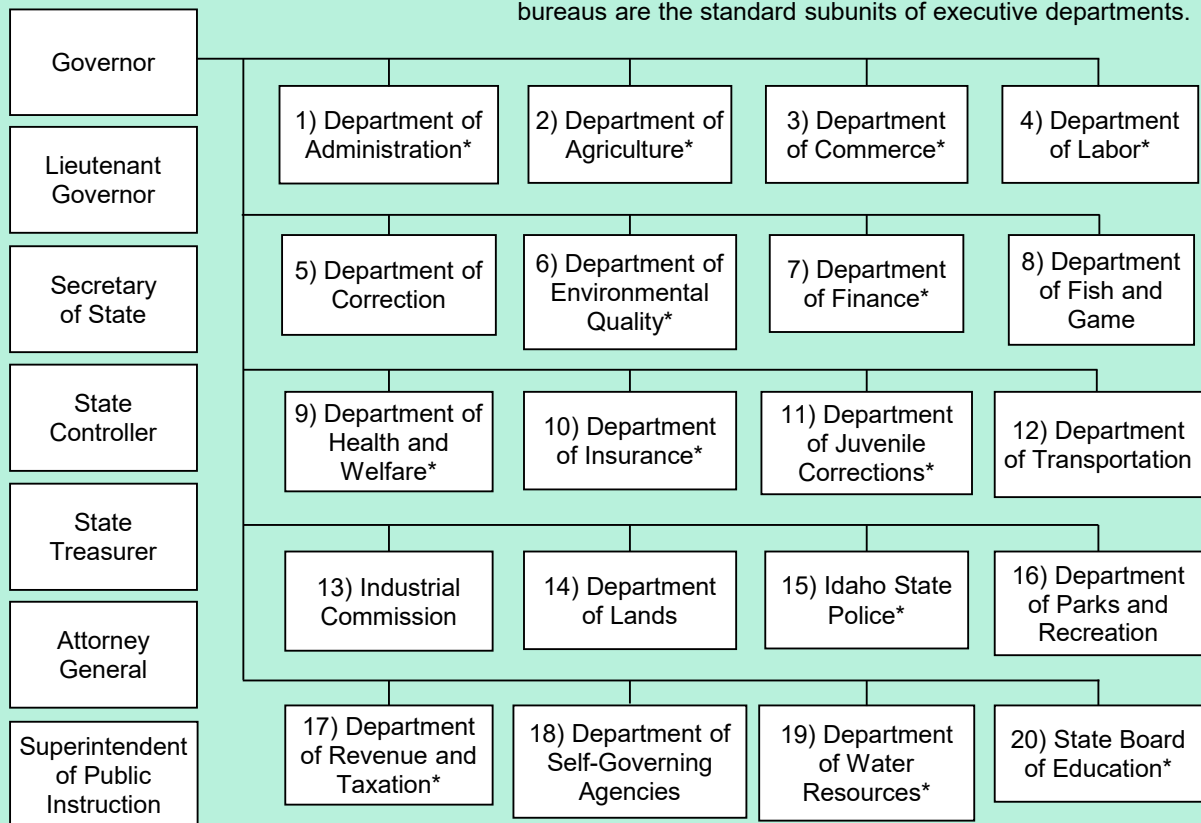 bureaus are the standard subunits of executive departments.
Governor
Lieutenant
Governor
Secretary
of State
State
Controller
State
Treasurer
Attorney
General
Superintendent
of Public
Instruction
1) Department of
Administration*
2) Department of
Agriculture*
3) Department
of Commerce*
4) Department
of Labor*
5) Department of
Correction
6) Department of
Environmental
Quality*
7) Department
of Finance*
8) Department
of Fish and
Game
9) Department of
Health and
Welfare*
10) Department
of Insurance*
11) Department
of Juvenile
Corrections*
12) Department
of Transportation
13) Industrial
Commission
14) Department
of Lands
15) Idaho State
Police*
16) Department
of Parks and
Recreation
17) Department
of Revenue and
Taxation*
18) Department of
Self-Governing
Agencies
19) Department
of Water
Resources*
20) State Board
of Education*